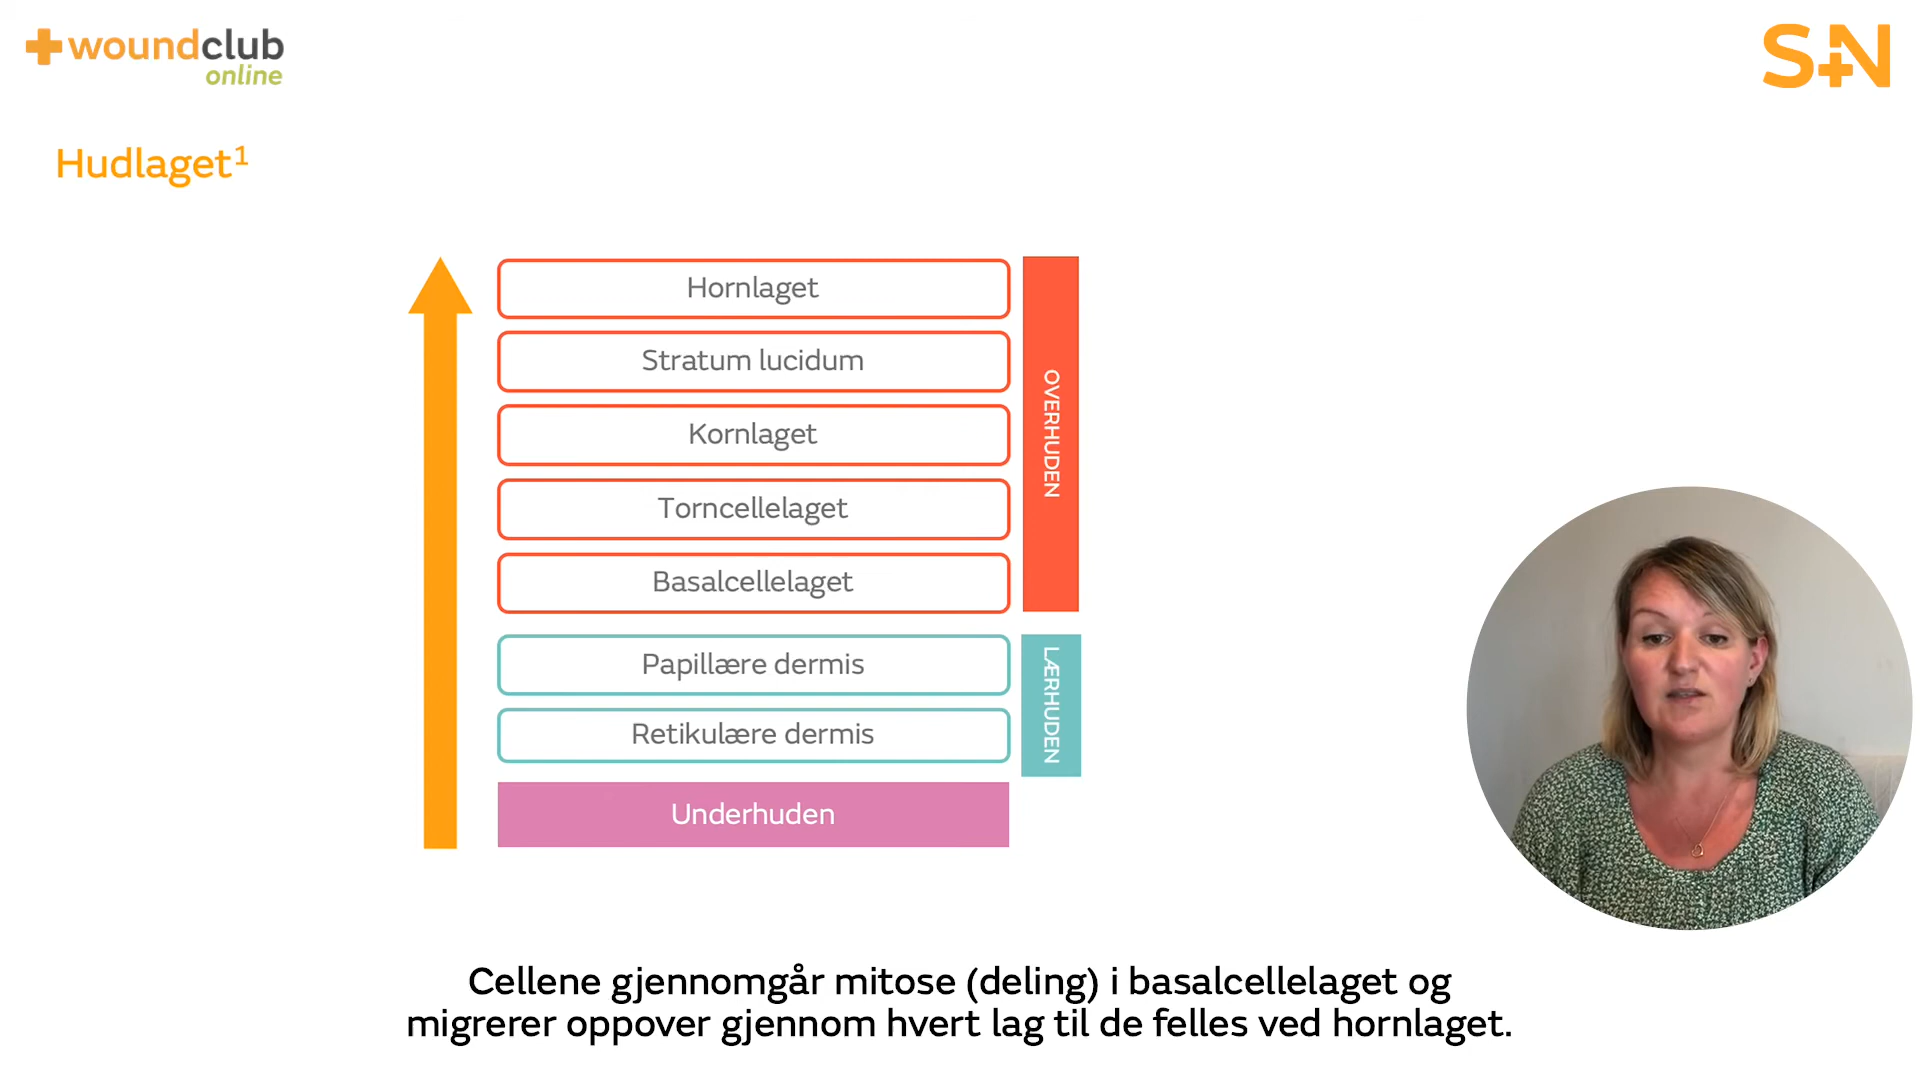 woundclub
online
S+N
Hudlaget¹
Hornlaget
Stratum lucidum
Kornlaget
Torncellelaget
Basalcellelaget
OVERHUDEN
Papillære dermis
Retikulære dermis
LÆRHUDEN
Underhuden
Cellene gjennomgår mitose (deling) i basalcellelaget og
migrerer oppover gjennom hvert lag til de felles ved hornlaget.